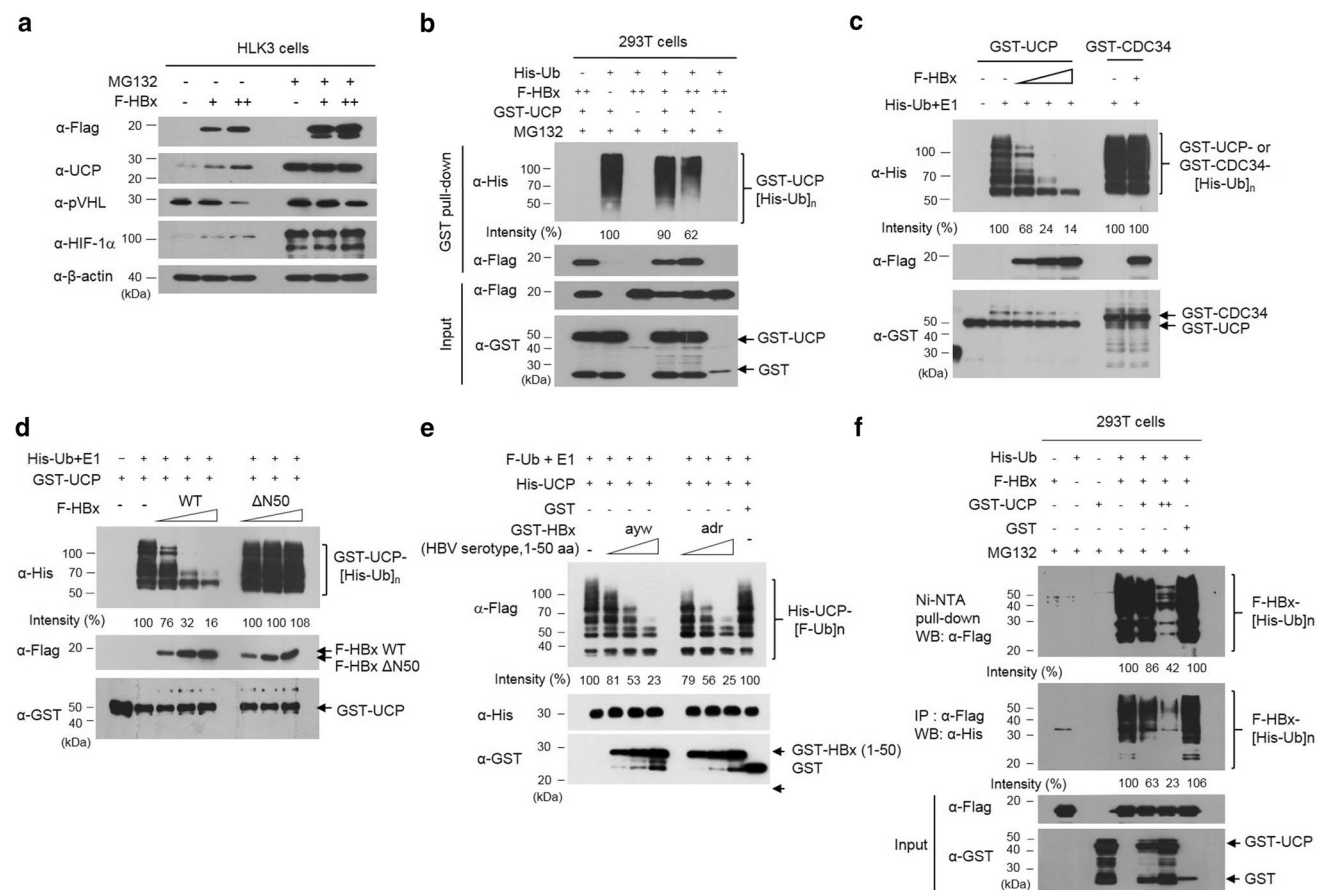 a
HLK3 cells
MG132 - - - + + +
F-HBx - + ++ - + ++
α-Flag 20
α-UCP 30 20
α-pVHL 30
α-HIF-1α 100
α-β-actin 40
(kDa)
b
293T cells
His-Ub - + + + + +
F-HBx ++ - ++ + ++ ++
GST-UCP + + - + + -
MG132 + + + + + +
GST pull-down
α-His 100 70 50
GST-UCP
[His-Ub]n
Intensity (%) 100 90 62
α-Flag 20
Input
α-Flag 20
α-GST 50 40 30
GST-UCP
GST
(kDa)
c
GST-UCP GST-CDC34
F-HBx - - - +
His-Ub+E1 - + + + + + +
α-His 100 70 50
GST-UCP- or
GST-CDC34-
[His-Ub]n
Intensity (%) 100 68 24 14 100 100
α-Flag 20
α-GST 50 40 30
GST-CDC34
GST-UCP
(kDa)
d
His-Ub+E1 - + + + + + + +
GST-UCP + + + + + + + +
F-HBx - - WT ΔN50
α-His 100 70 50
GST-UCP-
[His-Ub]n
Intensity (%) 100 76 32 16 100 100 108
α-Flag 20
F-HBx WT
F-HBx ΔN50
α-GST 50 40
GST-UCP
(kDa)
e
F-Ub + E1 + + + + + + + +
His-UCP + + + + + + + +
GST - - - - - - - +
GST-HBx ayw adr -
(HBV serotype,1-50 aa) -
α-Flag 100 70 50 40
His-UCP-
[F-Ub]n
Intensity (%) 100 81 53 23 79 56 25 100
α-His 30
α-GST 30 20
GST-HBx (1-50)
GST
(kDa)
f
293T cells
His-Ub - + - + + + +
F-HBx + - - + + + +
GST-UCP - - + - + ++ -
GST - - - - - - +
MG132 + + + + + + +
Ni-NTA
pull-down
WB: α-Flag
50 40 30 20
F-HBx-
[His-Ub]n
Intensity (%) 100 86 42 100
IP : α-Flag
WB: α-His
50 40 30 20
F-HBx-
[His-Ub]n
Intensity (%) 100 63 23 106
Input
α-Flag 20
α-GST 50 40 30
GST-UCP
GST
(kDa)